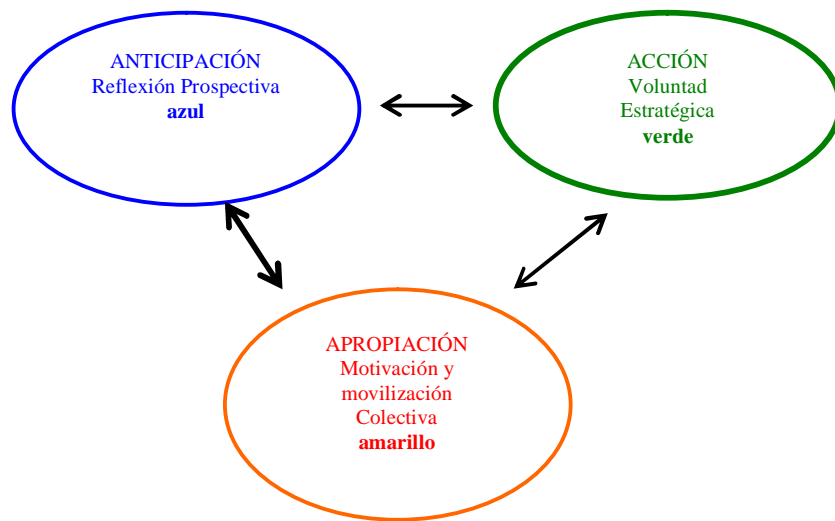 ANTICIPACIÓN
Reflexión Prospectiva
azul
ACCIÓN
Voluntad
Estratégica
verde
APROPIACIÓN
Motivación y
movilización
Colectiva
amarillo